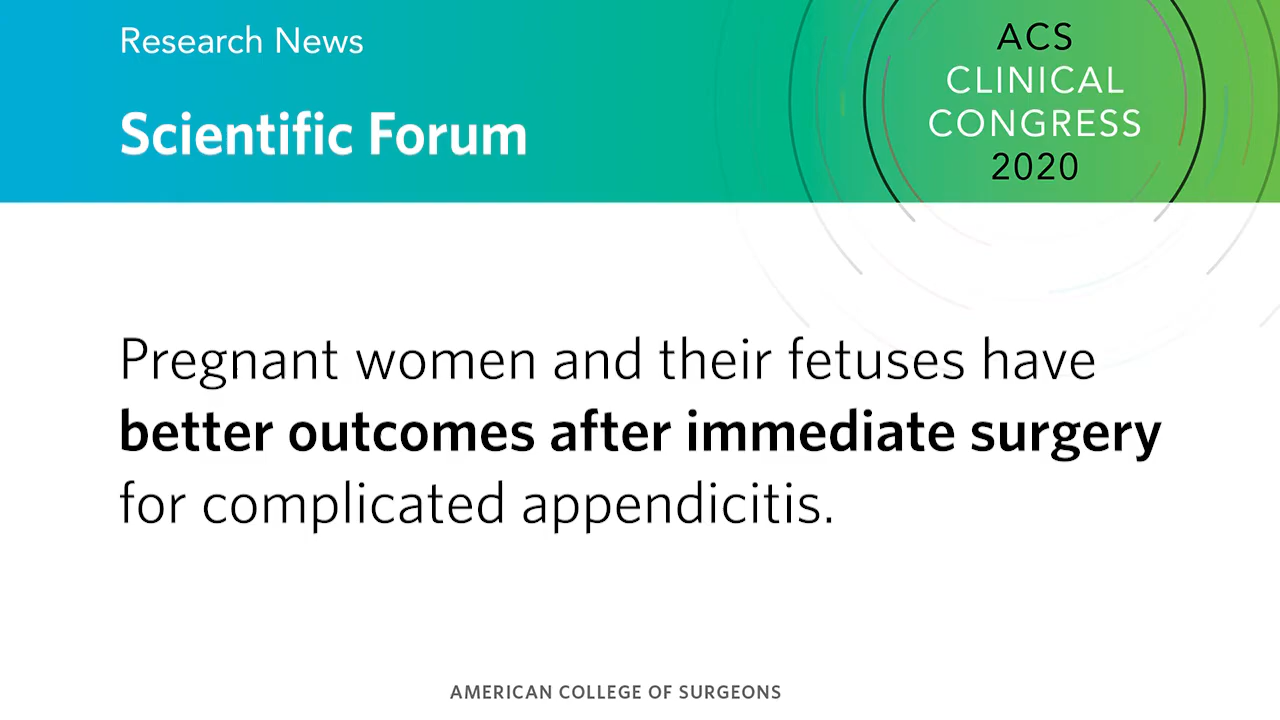 Research News
Scientific Forum
ACS
CLINICAL
CONGRESS
2020
Pregnant women and their fetuses have
better outcomes after immediate surgery
for complicated appendicitis.
AMERICAN COLLEGE OF SURGEONS